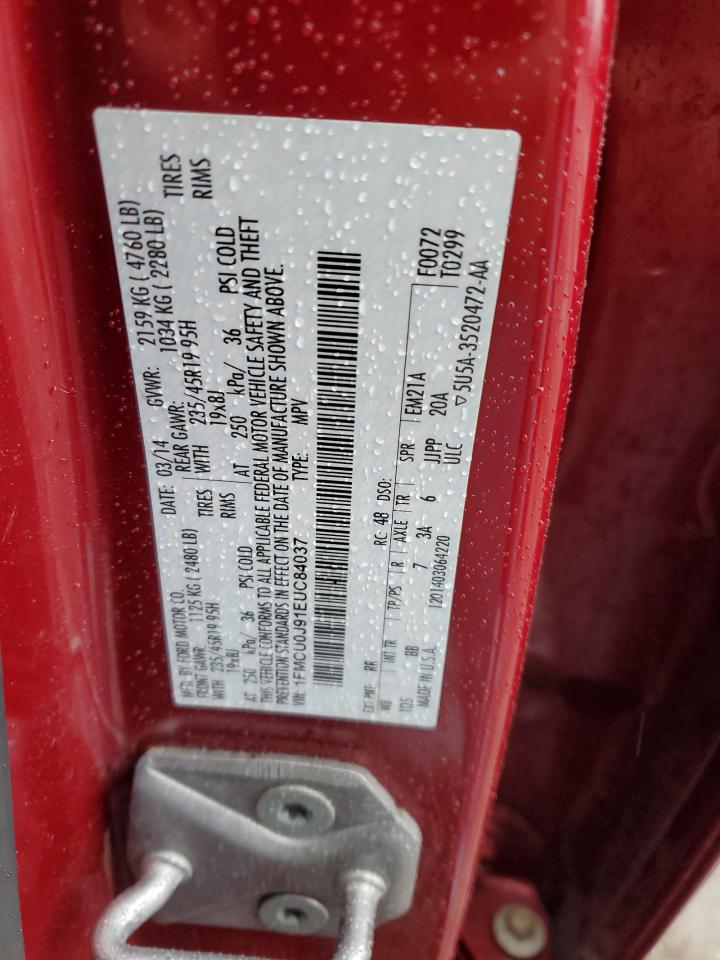 MFD. BY FORD MOTOR CO.
DATE: 03/14 GVWR: 2159 KG ( 4760 LB)
FRONT GAWR: 1125 KG ( 2480 LB) REAR GAWR: 1034 KG ( 2280 LB)
WITH 235/45R19 95H TIRES WITH 235/45R19 95H TIRES
19x8J RIMS 19x8J RIMS
AT 250 kPa/ 36 PSI COLD AT 250 kPa/ 36 PSI COLD
THIS VEHICLE CONFORMS TO ALL APPLICABLE FEDERAL MOTOR VEHICLE SAFETY AND THEFT
PREVENTION STANDARDS IN EFFECT ON THE DATE OF MANUFACTURE SHOWN ABOVE.
VIN: 1FMCU0J91EUC84037 TYPE: MPV
EXT PNT: RR RC: 48 DSO: F0072
WB INT TR TP/PS R AXLE TR SPR EM21A T0299
105 8B 7 3A 6 JJPP 20A
MADE IN U.S.A. 1201403064220 ULC ▽5U5A-3520472-AA